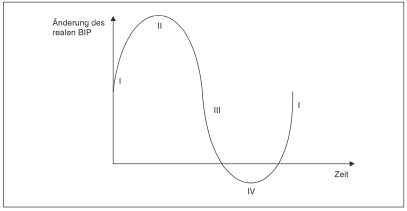 Änderung des
realen BIP
II
I
III
I
Zeit
IV